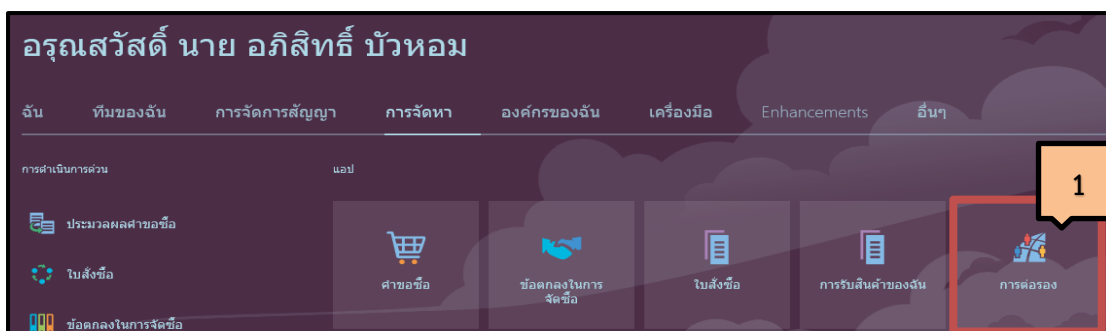 อรุณสวัสดิ์ นาย อภิสิทธิ์ บัวหอม
ฉัน ทีมของฉัน การจัดการสัญญา การจัดหา องค์กรของฉัน เครื่องมือ Enhancements อื่นๆ
การดำเนินการด่วน แอป
1
ประมวลผลคำขอซื้อ
ใบสั่งซื้อ
ข้อตกลงในการจัดซื้อ
คำขอซื้อ
ข้อตกลงในการ
จัดซื้อ
ใบสั่งซื้อ
การรับสินค้าของฉัน
การต่อรอง